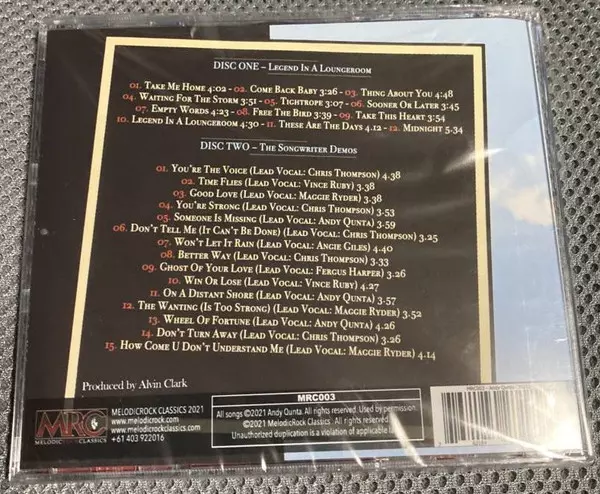 DISC ONE – LEGEND IN A LOUNGEROOM
01. TAKE ME HOME 4:02 - 02. COME BACK BABY 3:26 - 03. THING ABOUT YOU 4:48
04. WAITING FOR THE STORM 3:51 - 05. TIGHTROPE 3:07 - 06. SOONER OR LATER 3:45
07. EMPTY WORDS 4:23 - 08. FREE THE BIRD 3:39 - 09. TAKE THIS HEART 3:54
10. LEGEND IN A LOUNGEROOM 4:30 - 11. THESE ARE THE DAYS 4.12 - 12. MIDNIGHT 5.34
DISC TWO – THE SONGWRITER DEMOS
01. YOU'RE THE VOICE (LEAD VOCAL: CHRIS THOMPSON) 4.38
02. TIME FLIES (LEAD VOCAL: VINCE RUBY) 3.38
03. GOOD LOVE (LEAD VOCAL: MAGGIE RYDER) 3.38
04. YOU'RE STRONG (LEAD VOCAL: CHRIS THOMPSON) 3-53
05. SOMEONE IS MISSING (LEAD VOCAL: ANDY QUNTA) 3.59
06. DON'T TELL ME (IT CAN'T BE DONE) (LEAD VOCAL: CHRIS THOMPSON) 3.25
07. WON'T LET IT RAIN (LEAD VOCAL: ANGIE GILES) 4.40
08. BETTER WAY (LEAD VOCAL: CHRIS THOMPSON) 3.33
09. GHOST OF YOUR LOVE (LEAD VOCAL: FERGUS HARPER) 3.26
10. WIN OR LOSE (LEAD VOCAL: VINCE RUBY) 4.27
11. ON A DISTANT SHORE (LEAD VOCAL: ANDY QUNTA) 3.57
12. THE WANTING (IS TOO STRONG) (LEAD VOCAL: MAGGIE RYDER) 3.52
13. WHEEL OF FORTUNE (LEAD VOCAL: ANDY QUNTA) 4.26
14. DON'T TURN AWAY (LEAD VOCAL: CHRIS THOMPSON) 3.26
15. HOW COME U DON'T UNDERSTAND ME (LEAD VOCAL: MAGGIE RYDER) 4.14
Produced by Alvin Clark
MRC
MELODICROCK CLASSICS
MELODICROCK CLASSICS 2021
www.melodicrock.com
www.melodicrockclassics.com
+61 403 922016
MRC003
All songs ©2021 Andy Qunta. All rights reserved. Used by permission.
©2021 MelodicRock Classics. All rights reserved.
Unauthorized duplication is a violation of applicable
MRC003 - Andy Qunta